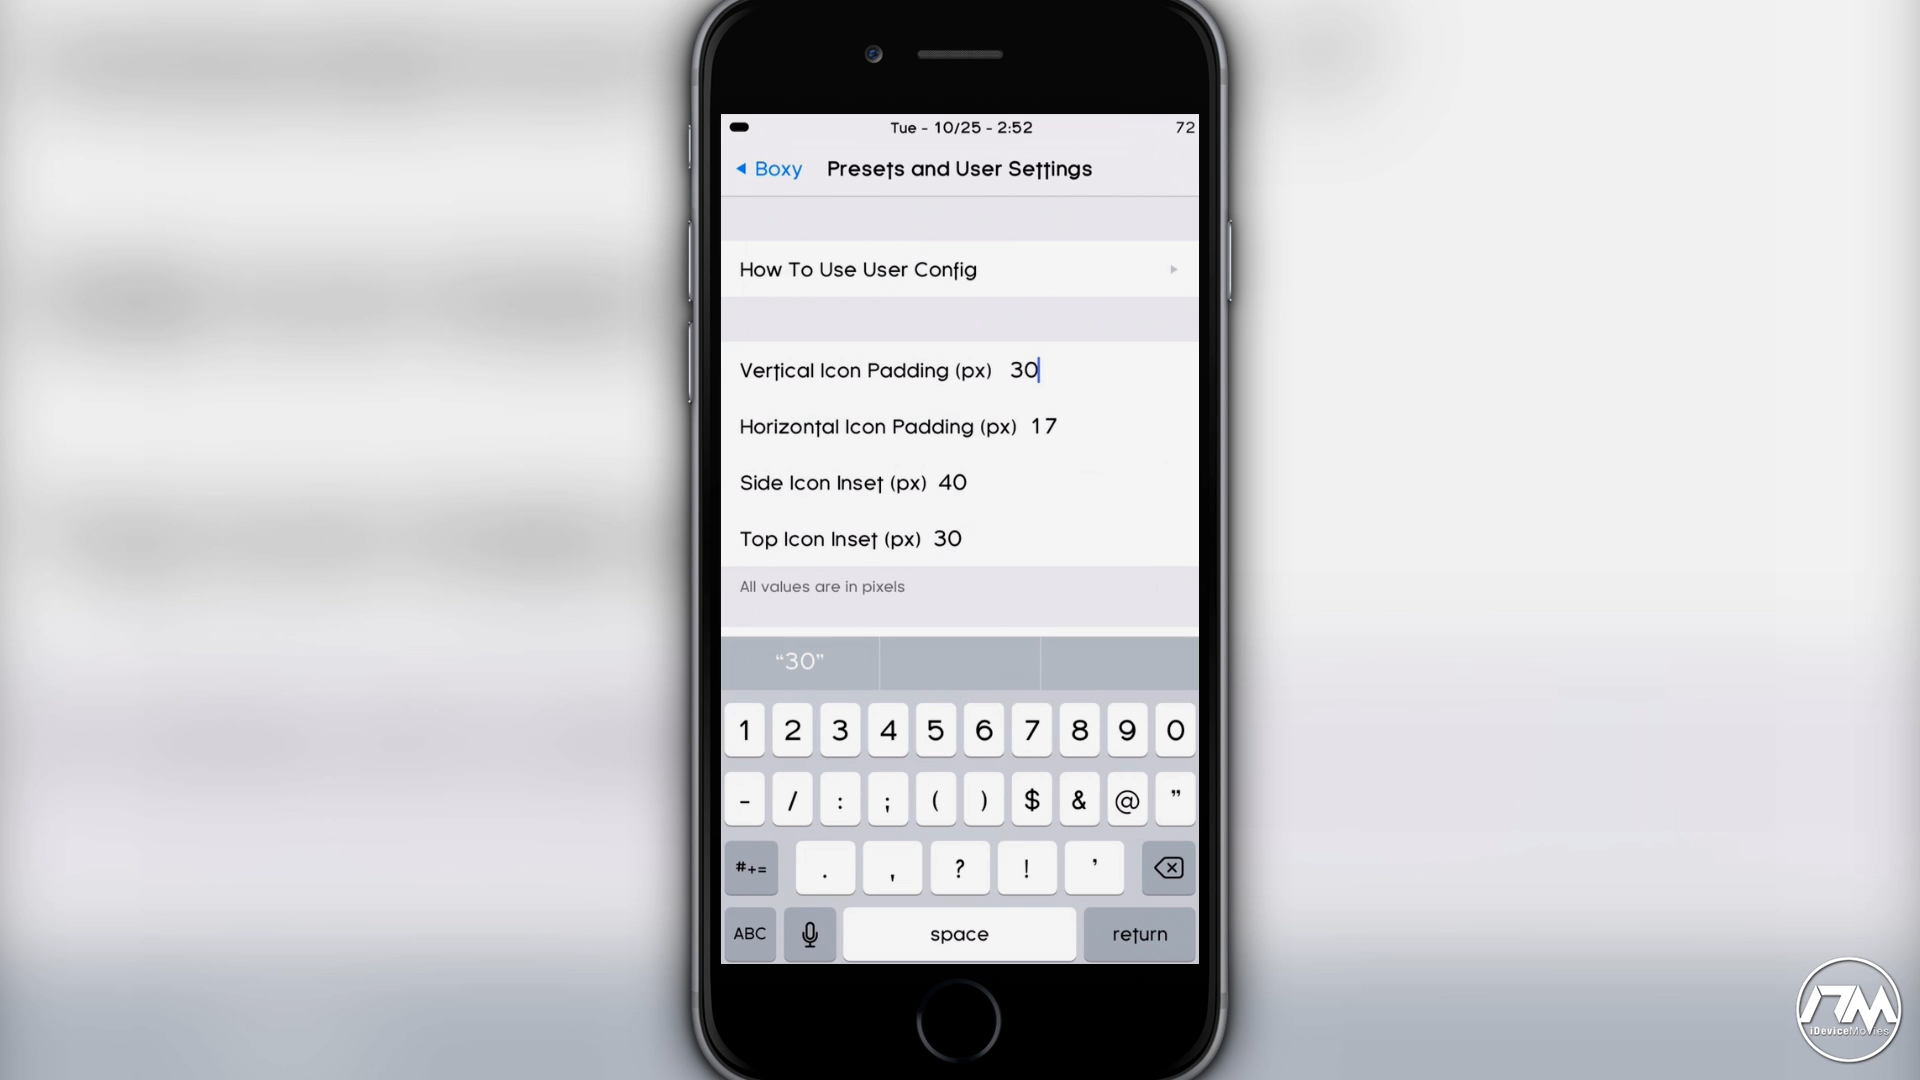 Tue - 10/25 - 2:52
72
Boxy
Presets and User Settings
How To Use User Config
Vertical Icon Padding (px) 30
Horizontal Icon Padding (px) 17
Side Icon Inset (px) 40
Top Icon Inset (px) 30
All values are in pixels
“30”
1 2 3 4 5 6 7 8 9 0
- / : ; ( ) $ & @ ”
#+= . , ? ! ’
ABC space return
iDeviceMovies